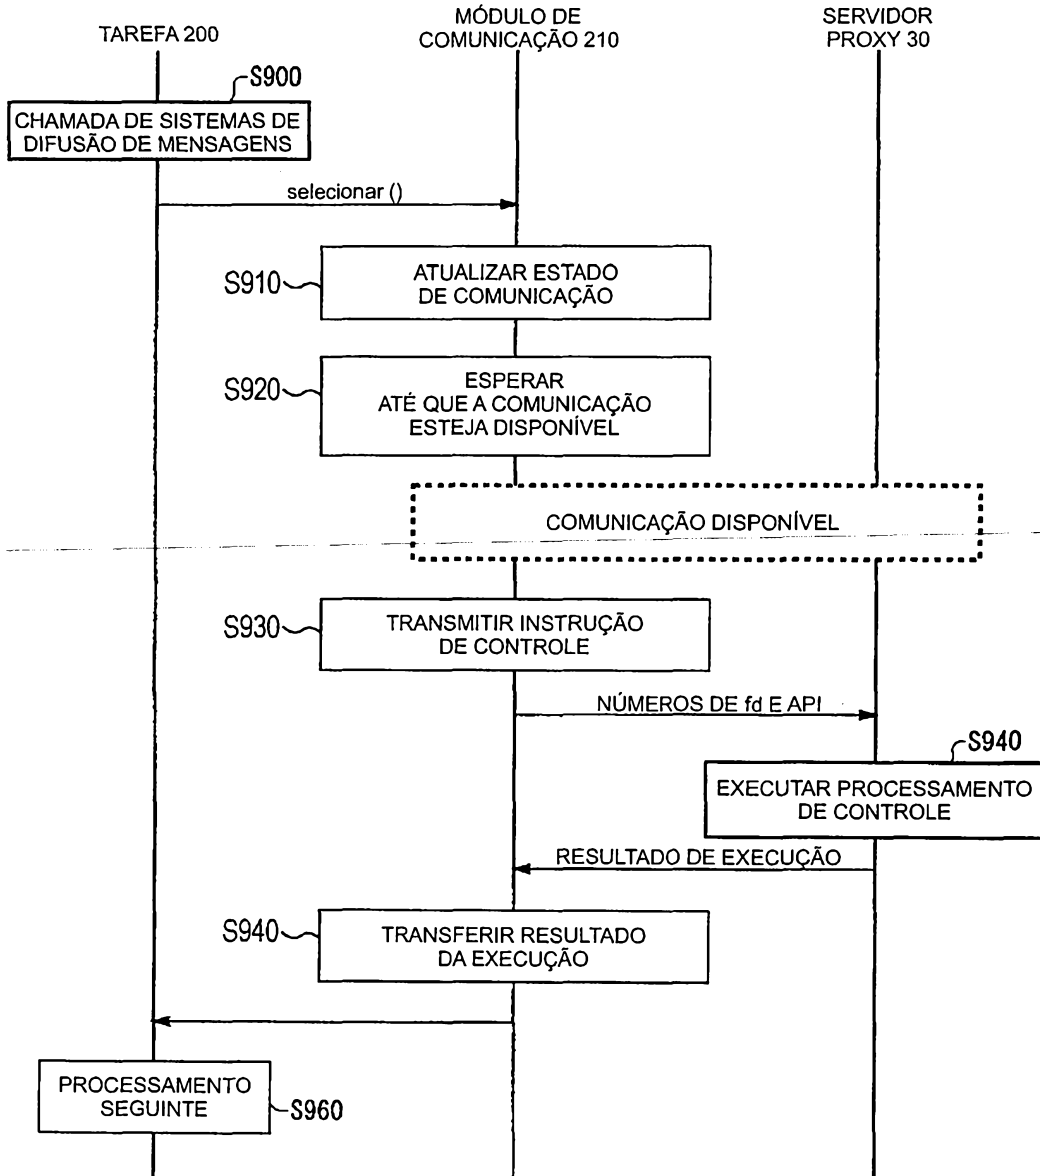 TAREFA 200
MÓDULO DE
COMUNICAÇÃO 210
SERVIDOR
PROXY 30
S900
CHAMADA DE SISTEMAS DE
DIFUSÃO DE MENSAGENS
selecionar ()
S910
ATUALIZAR ESTADO
DE COMUNICAÇÃO
S920
ESPERAR
ATÉ QUE A COMUNICAÇÃO
ESTEJA DISPONÍVEL
COMUNICAÇÃO DISPONÍVEL
S930
TRANSMITIR INSTRUÇÃO
DE CONTROLE
NÚMEROS DE fd E API
S940
EXECUTAR PROCESSAMENTO
DE CONTROLE
RESULTADO DE EXECUÇÃO
S940
TRANSFERIR RESULTADO
DA EXECUÇÃO
PROCESSAMENTO
SEGUINTE
S960